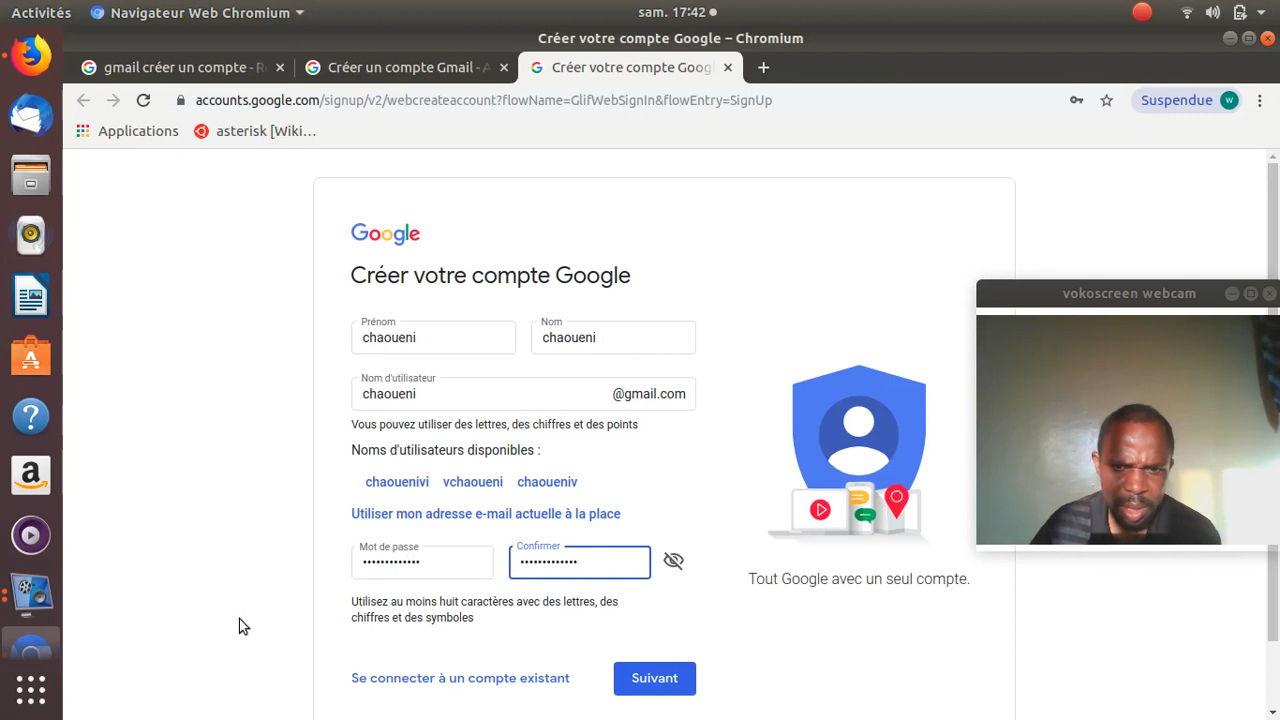 Activités
Navigateur Web Chromium
sam. 17:42
Créer votre compte Google – Chromium
gmail créer un compte - Re
Créer un compte Gmail - A
Créer votre compte Googl
accounts.google.com/signup/v2/webcreateaccount?flowName=GlifWebSignIn&flowEntry=SignUp
Suspendue W
Applications
asterisk [Wiki…
Google
Créer votre compte Google
Prénom
chaoueni
Nom
chaoueni
Nom d'utilisateur
chaoueni
@gmail.com
Vous pouvez utiliser des lettres, des chiffres et des points
Noms d'utilisateurs disponibles :
chaouenivi vchaoueni chaoueniv
Utiliser mon adresse e-mail actuelle à la place
Mot de passe
•••••••••••••
Confirmer
•••••••••••••
Utilisez au moins huit caractères avec des lettres, des
chiffres et des symboles
Se connecter à un compte existant
Suivant
Tout Google avec un seul compte.
vokoscreen webcam